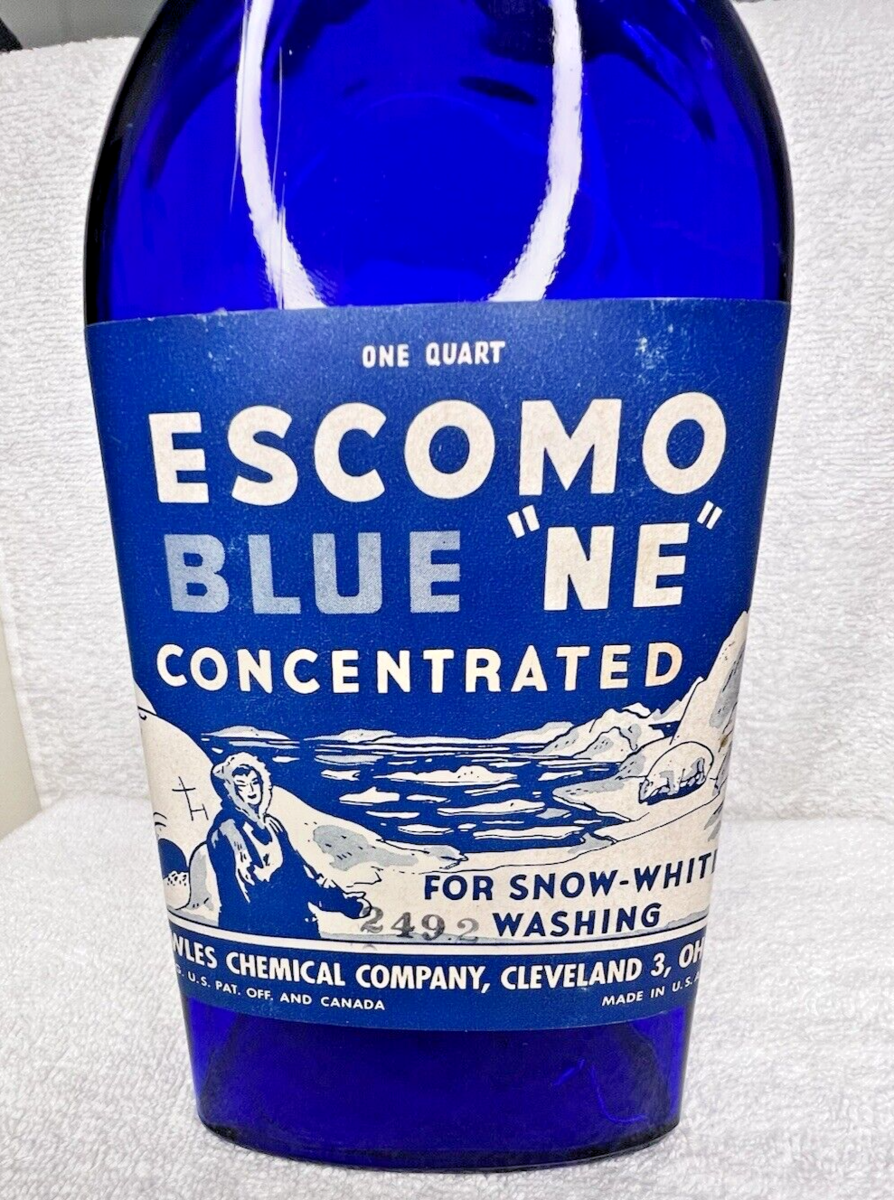 ONE QUART
ESCOMO
BLUE "NE"
CONCENTRATED
FOR SNOW-WHIT
2492 WASHING
WLES CHEMICAL COMPANY, CLEVELAND 3, OH
G. U.S. PAT. OFF. AND CANADA MADE IN U.S.A